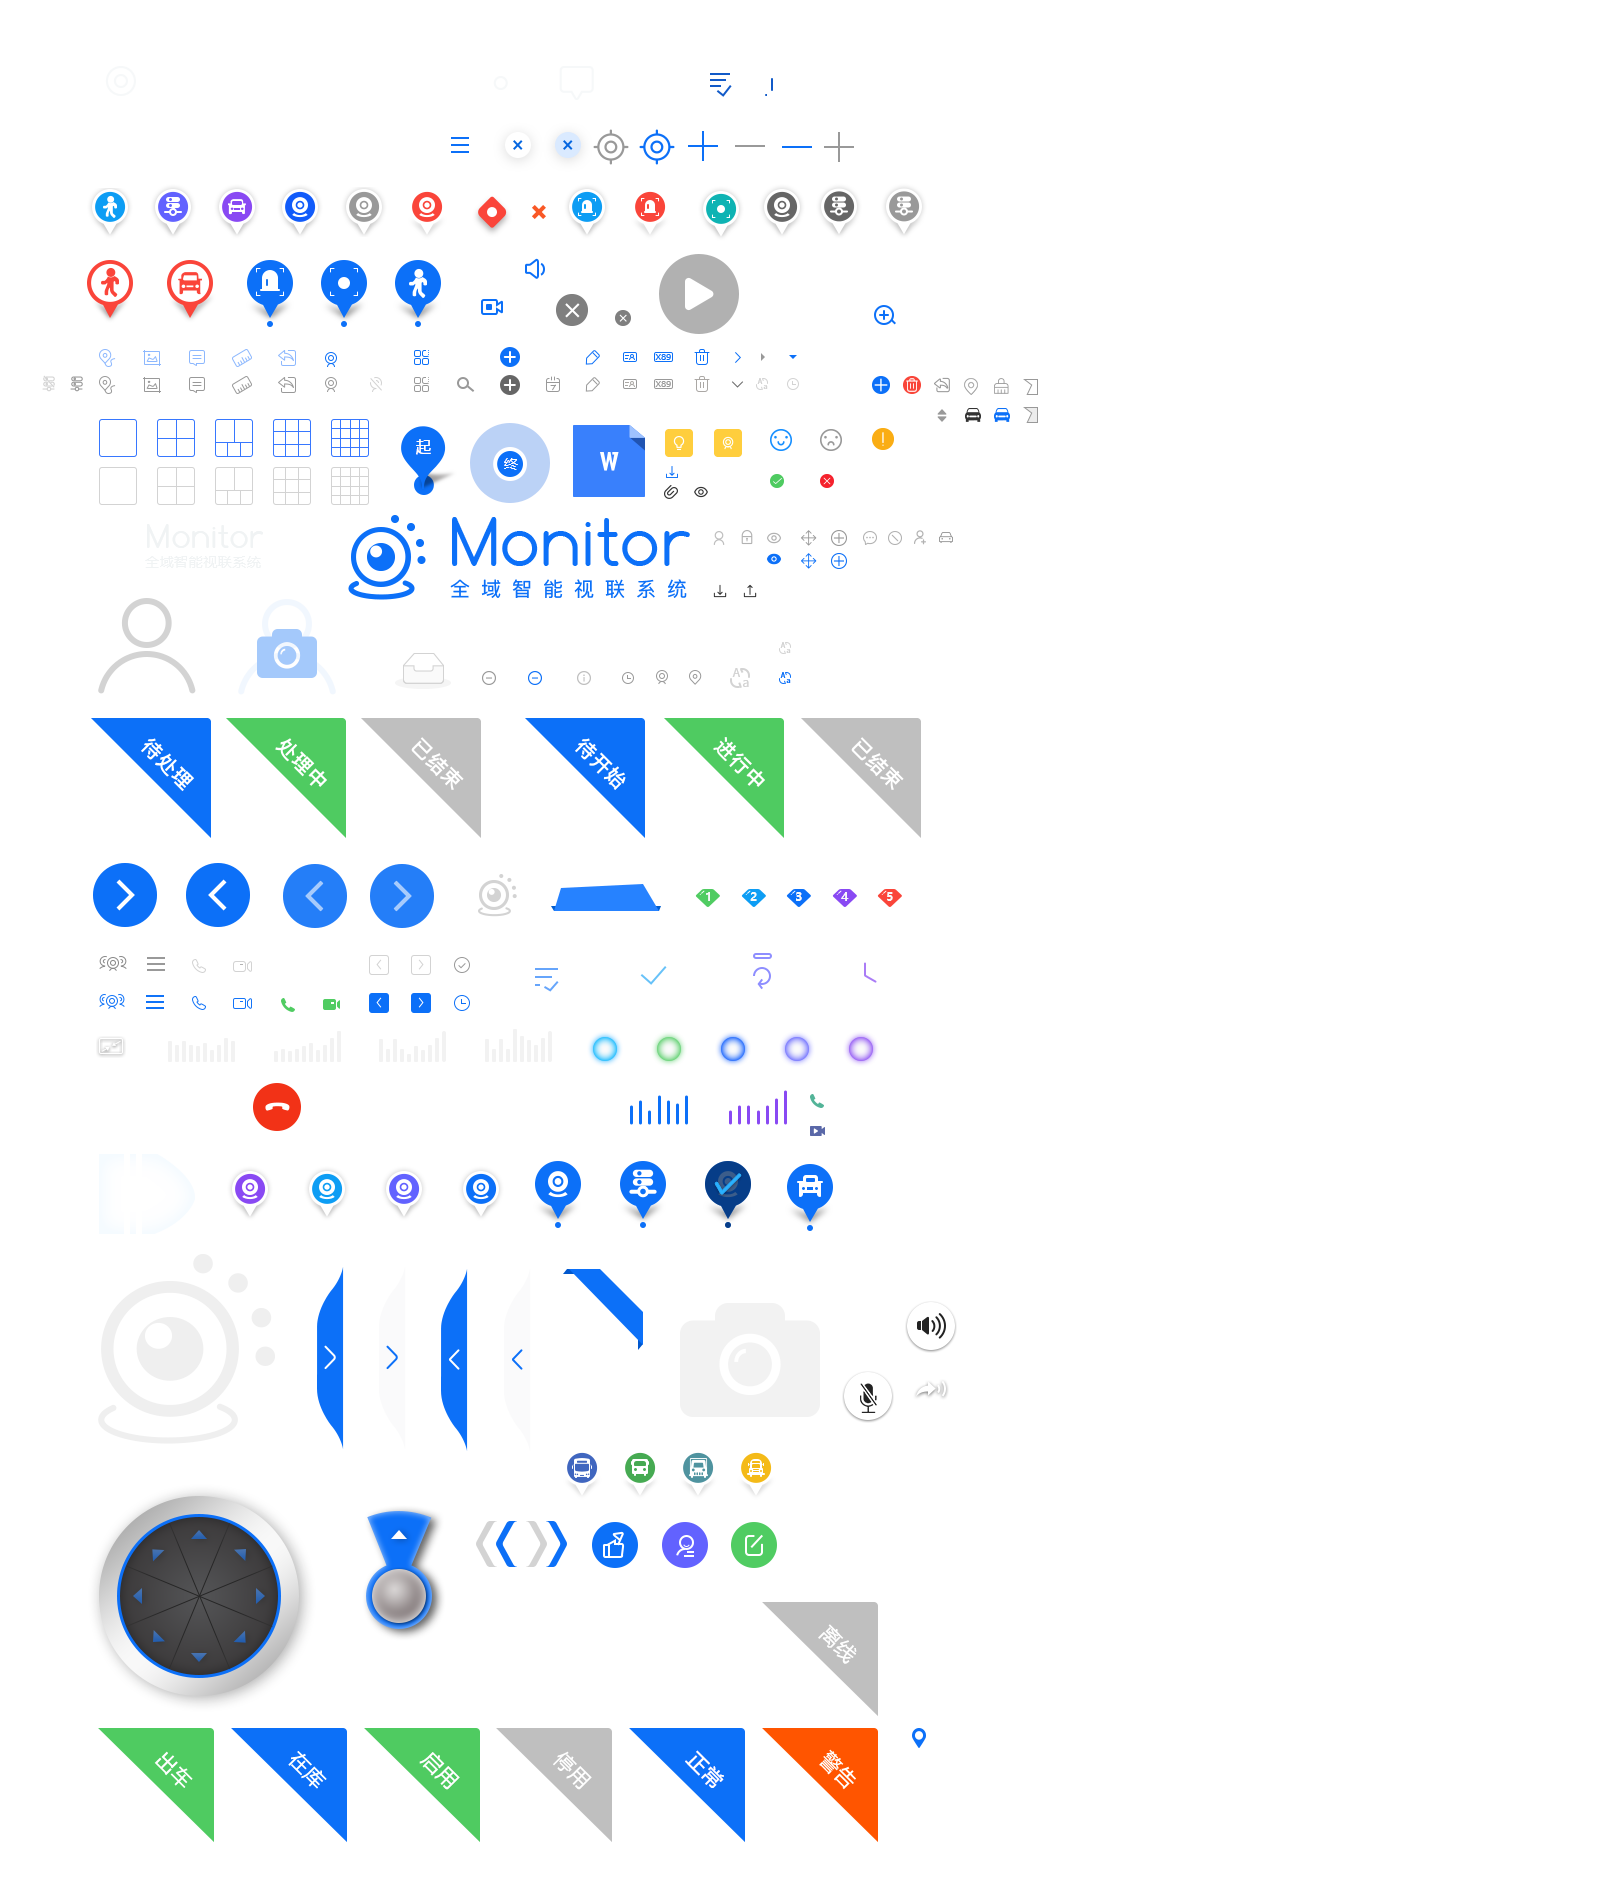 X89
X89
7
起
终
W
Monitor
全域智能视联系统
Monitor
全域智能视联系统
A
a
待处理
处理中
已结束
待开始
进行中
已结束
1
2
3
4
5
离线
出车
在库
启用
停用
正常
警告